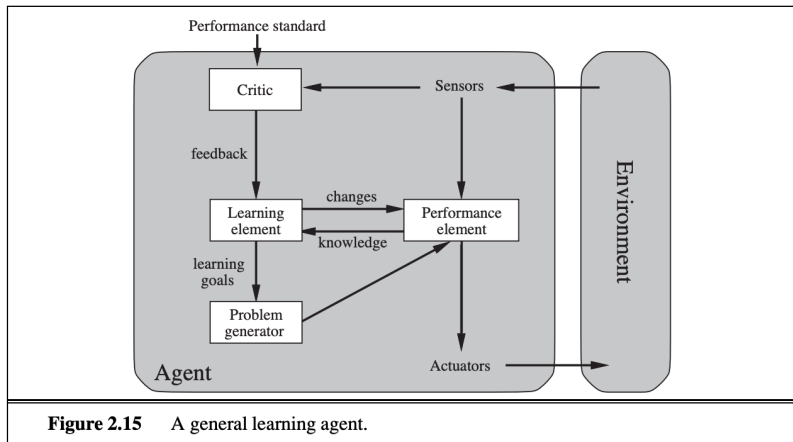 Performance standard
Critic
Sensors
feedback
Learning
element
changes
knowledge
Performance
element
learning
goals
Problem
generator
Actuators
Agent
Environment
Figure 2.15 A general learning agent.